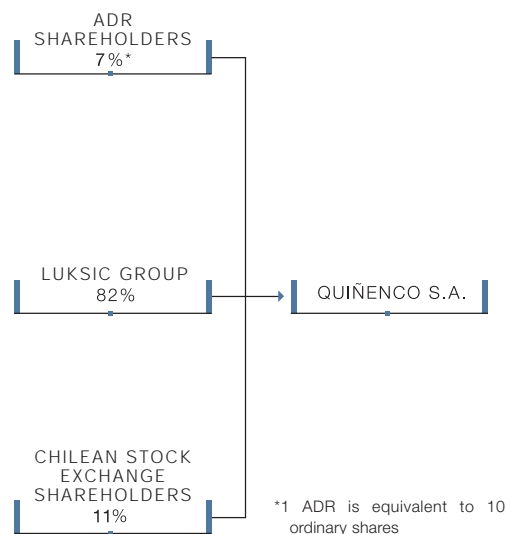 ADR
SHAREHOLDERS
7%*
LUKSIC GROUP
82%
QUIÑENCO S.A.
CHILEAN STOCK
EXCHANGE
SHAREHOLDERS
11%
*1 ADR is equivalent to 10
ordinary shares